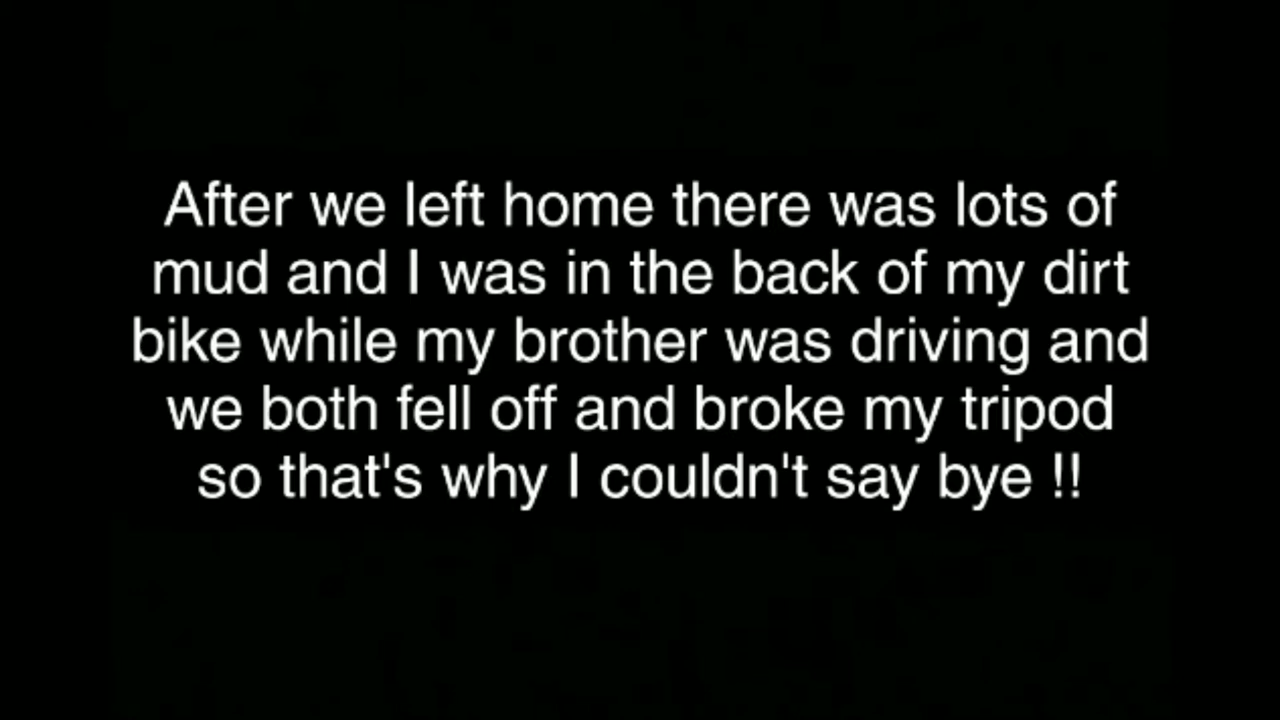 After we left home there was lots of
mud and I was in the back of my dirt
bike while my brother was driving and
we both fell off and broke my tripod
so that's why I couldn't say bye !!